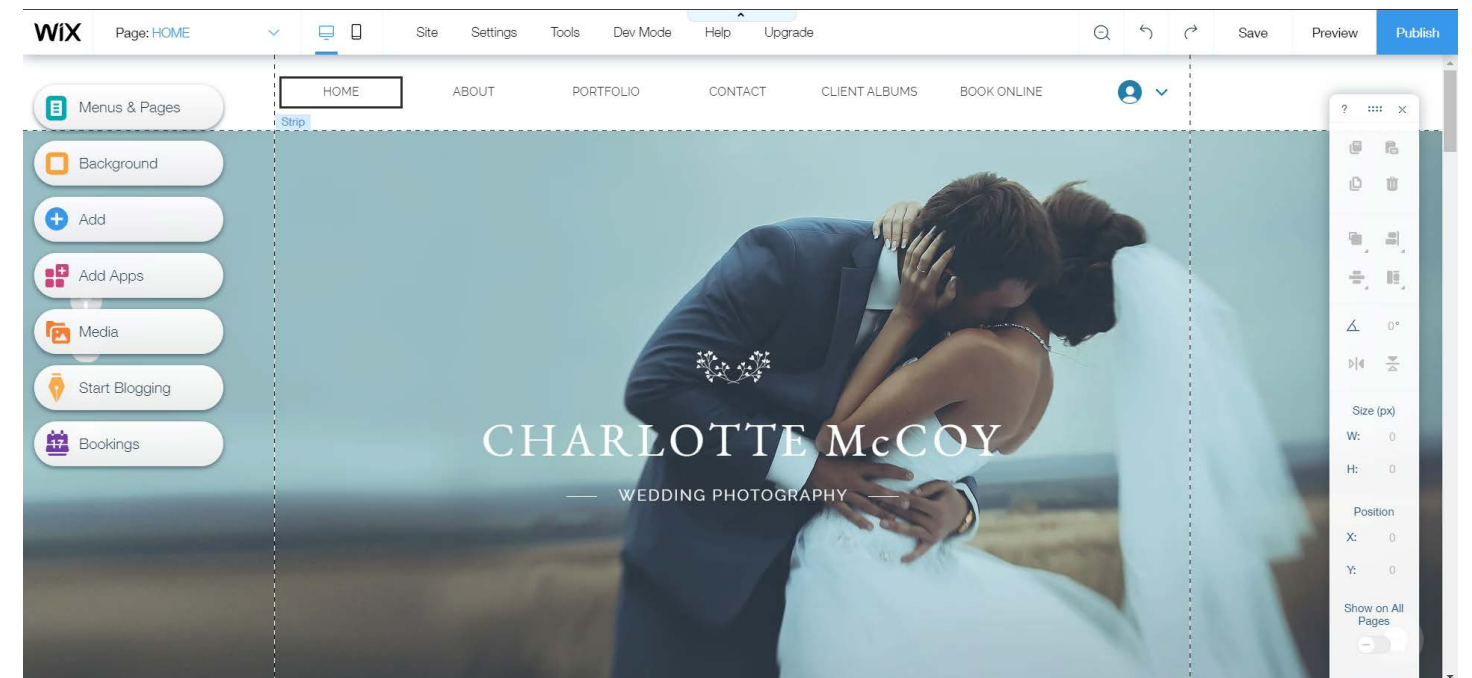 WiX Page: HOME Site Settings Tools Dev Mode Help Upgrade Save Preview Publish
HOME ABOUT PORTFOLIO CONTACT CLIENT ALBUMS BOOK ONLINE
Strip
Menus & Pages
Background
Add
Add Apps
Media
Start Blogging
17
Bookings
CHARLOTTE McCOY
WEDDING PHOTOGRAPHY
?
0°
Size (px)
W: 0
H: 0
Position
X: 0
Y: 0
Show on All
Pages